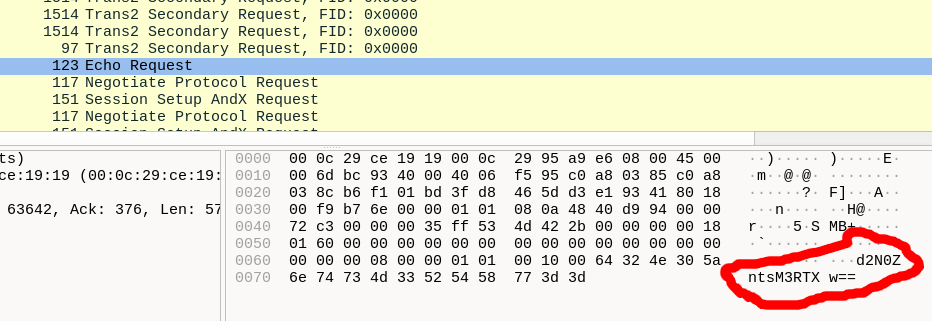 1514 Trans2 Secondary Request, FID: 0x0000
1514 Trans2 Secondary Request, FID: 0x0000
1514 Trans2 Secondary Request, FID: 0x0000
97 Trans2 Secondary Request, FID: 0x0000
123 Echo Request
117 Negotiate Protocol Request
151 Session Setup AndX Request
117 Negotiate Protocol Request
151 Session Setup AndX Request
ts)
ce:19:19 (00:0c:29:ce:19:
63642, Ack: 376, Len: 57
0000 00 0c 29 ce 19 19 00 0c 29 95 a9 e6 08 00 45 00 ··)····· )·····E·
0010 00 6d bc 93 40 00 40 06 f5 95 c0 a8 03 85 c0 a8 ·m··@·@· ········
0020 03 8c b6 f1 01 bd 3f d8 46 5d d3 e1 93 41 80 18 ······?· F]···A··
0030 00 f9 b7 6e 00 00 01 01 08 0a 48 40 d9 94 00 00 ···n···· ··H@····
0040 72 c3 00 00 00 35 ff 53 4d 42 2b 00 00 00 00 18 r····5·S MB+·····
0050 01 60 00 00 00 00 00 00 00 00 00 00 00 00 00 00 ·`······ ········
0060 00 00 00 08 00 00 01 01 00 10 00 64 32 4e 30 5a ········ ···d2N0Z
0070 6e 74 73 4d 33 52 54 58 77 3d 3d ntsM3RTX w==